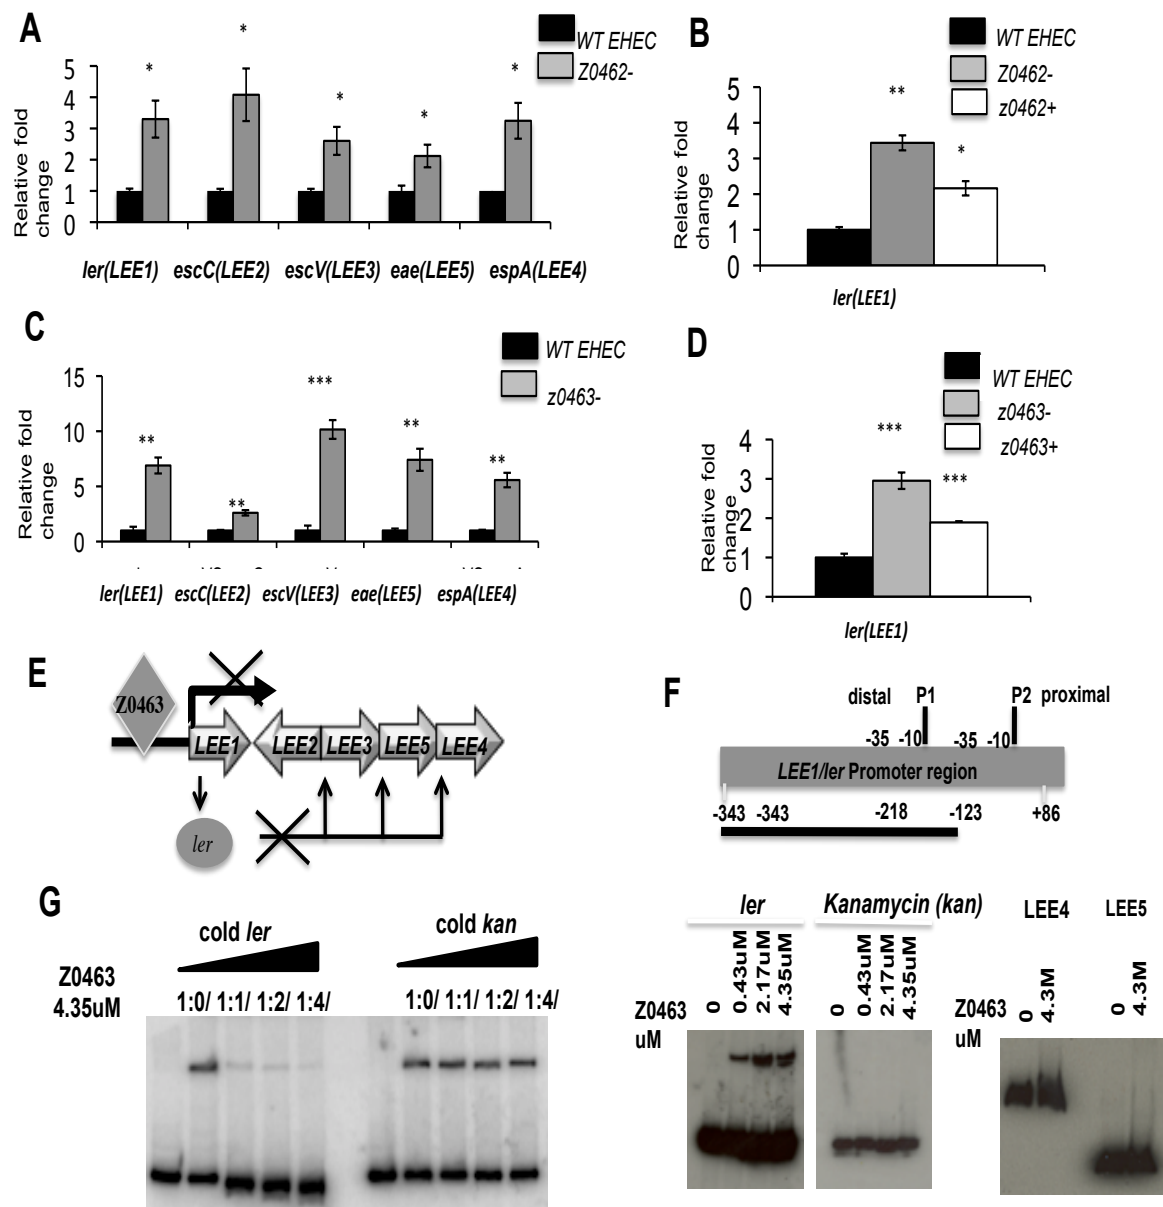 A
WT EHEC
Z0462-
Relative fold
change
5
4
3
2
1
0
*
*
*
*
*
ler(LEE1) escC(LEE2) escV(LEE3) eae(LEE5) espA(LEE4)
B
WT EHEC
Z0462-
z0462+
Relative fold
change
5
4
3
2
1
0
**
*
ler(LEE1)
C
WT EHEC
z0463-
Relative fold
change
15
10
5
0
**
**
***
**
**
ler(LEE1) escC(LEE2) escV(LEE3) eae(LEE5) espA(LEE4)
D
WT EHEC
z0463-
z0463+
Relative fold
change
4
3
2
1
0
***
***
ler(LEE1)
E
Z0463
LEE1 LEE2 LEE3 LEE5 LEE4
ler
F
distal P1 P2 proximal
-35 -10 -35 -10
LEE1/ler Promoter region
-343 -343 -218 -123 +86
ler Kanamycin (kan) LEE4 LEE5
Z0463
uM
0 0.43uM 2.17uM 4.35uM
0 0.43uM 2.17uM 4.35uM
Z0463
uM
0 4.3M
0 4.3M
G
cold ler cold kan
Z0463
4.35uM
1:0/ 1:1/ 1:2/ 1:4/ 1:0/ 1:1/ 1:2/ 1:4/